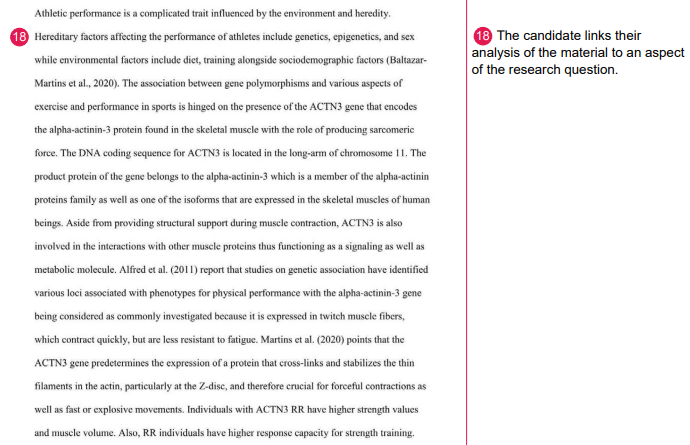 Athletic performance is a complicated trait influenced by the environment and heredity.
18 Hereditary factors affecting the performance of athletes include genetics, epigenetics, and sex
while environmental factors include diet, training alongside sociodemographic factors (Baltazar-
Martins et al., 2020). The association between gene polymorphisms and various aspects of
exercise and performance in sports is hinged on the presence of the ACTN3 gene that encodes
the alpha-actinin-3 protein found in the skeletal muscle with the role of producing sarcomeric
force. The DNA coding sequence for ACTN3 is located in the long-arm of chromosome 11. The
product protein of the gene belongs to the alpha-actinin-3 which is a member of the alpha-actinin
proteins family as well as one of the isoforms that are expressed in the skeletal muscles of human
beings. Aside from providing structural support during muscle contraction, ACTN3 is also
involved in the interactions with other muscle proteins thus functioning as a signaling as well as
metabolic molecule. Alfred et al. (2011) report that studies on genetic association have identified
various loci associated with phenotypes for physical performance with the alpha-actinin-3 gene
being considered as commonly investigated because it is expressed in twitch muscle fibers,
which contract quickly, but are less resistant to fatigue. Martins et al. (2020) points that the
ACTN3 gene predetermines the expression of a protein that cross-links and stabilizes the thin
filaments in the actin, particularly at the Z-disc, and therefore crucial for forceful contractions as
well as fast or explosive movements. Individuals with ACTN3 RR have higher strength values
and muscle volume. Also, RR individuals have higher response capacity for strength training.
18 The candidate links their
analysis of the material to an aspect
of the research question.